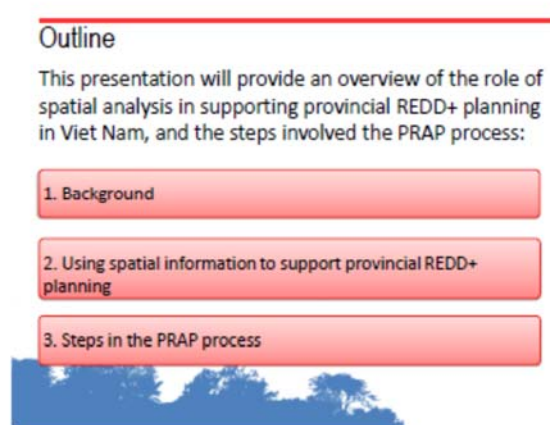 Outline
This presentation will provide an overview of the role of
spatial analysis in supporting provincial REDD+ planning
in Viet Nam, and the steps involved the PRAP process:
1. Background
2. Using spatial information to support provincial REDD+
planning
3. Steps in the PRAP process